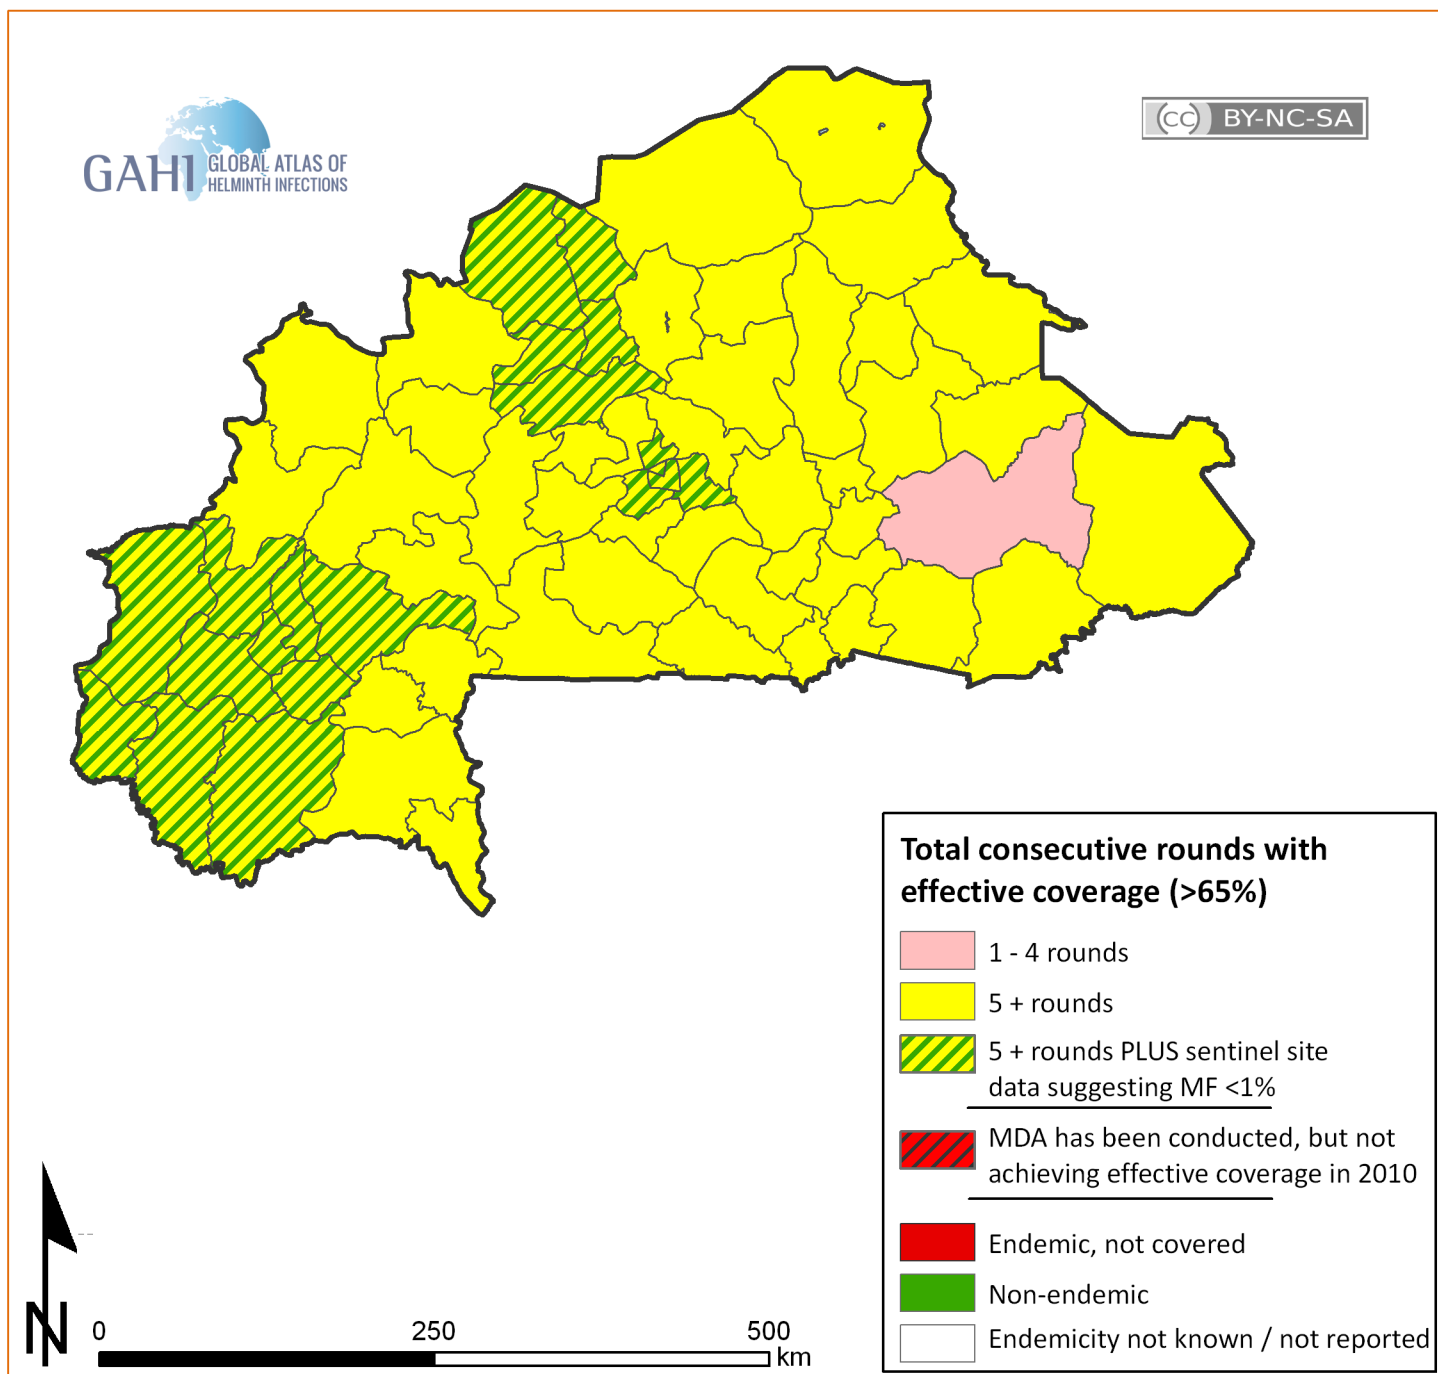 GAHI GLOBAL ATLAS OF
HELMINTH INFECTIONS
(cc) BY-NC-SA
Total consecutive rounds with
effective coverage (>65%)
1 - 4 rounds
5 + rounds
5 + rounds PLUS sentinel site
data suggesting MF <1%
MDA has been conducted, but not
achieving effective coverage in 2010
Endemic, not covered
Non-endemic
Endemicity not known / not reported
N
0 250 500
km